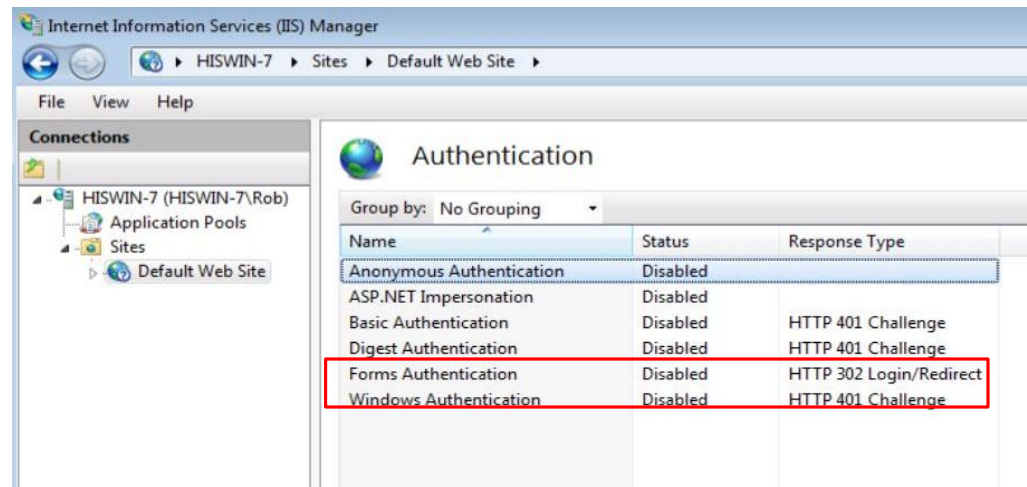 Internet Information Services (IIS) Manager
HISWIN-7 Sites Default Web Site
File View Help
Connections
HISWIN-7 (HISWIN-7\Rob)
Application Pools
Sites
Default Web Site
Authentication
Group by: No Grouping
Name Status Response Type
Anonymous Authentication Disabled
ASP.NET Impersonation Disabled
Basic Authentication Disabled HTTP 401 Challenge
Digest Authentication Disabled HTTP 401 Challenge
Forms Authentication Disabled HTTP 302 Login/Redirect
Windows Authentication Disabled HTTP 401 Challenge